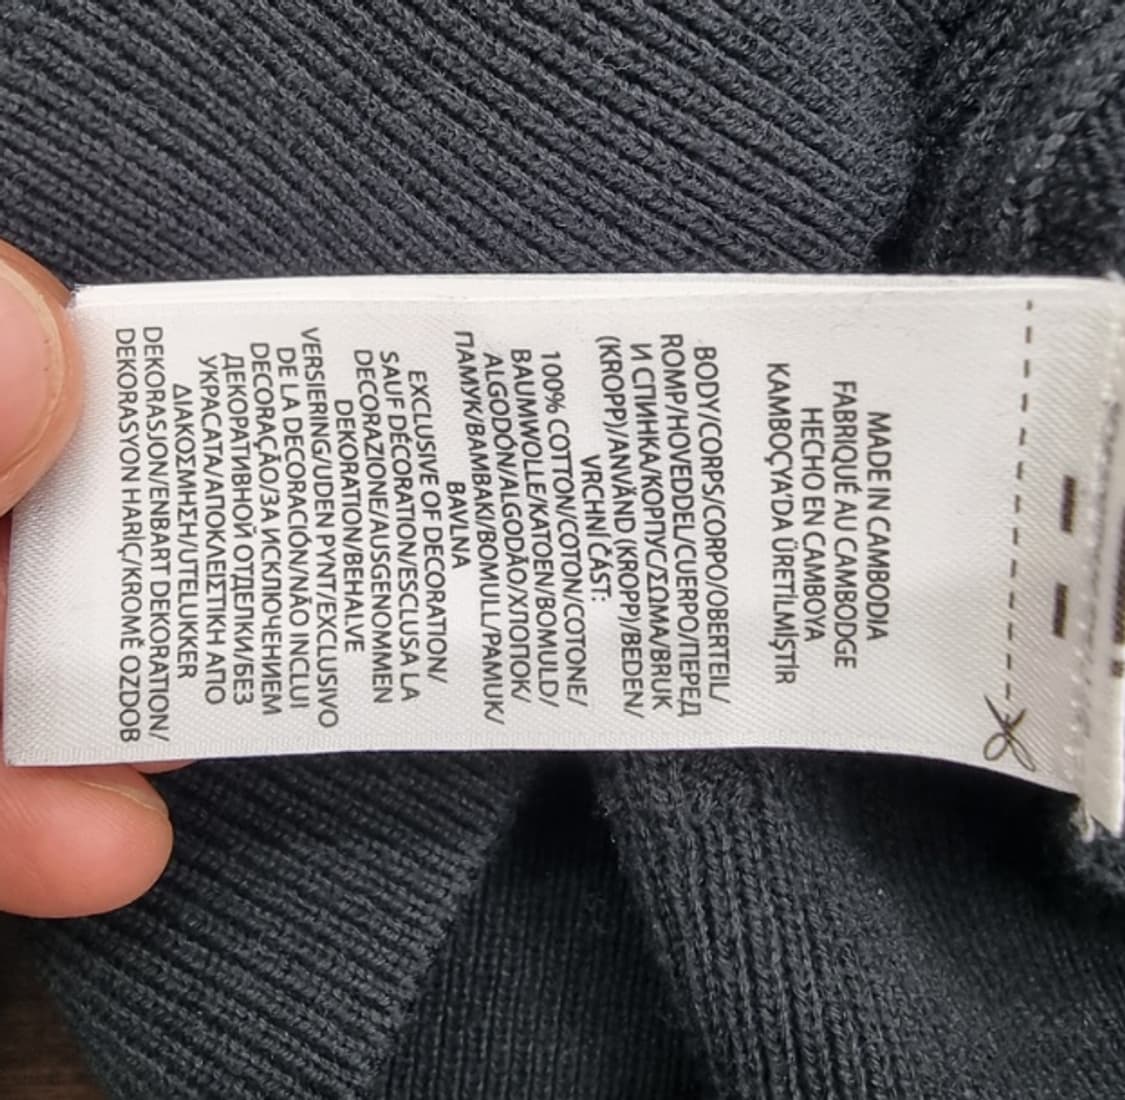 MADE IN CAMBODIA
FABRIQUÉ AU CAMBODGE
HECHO EN CAMBOYA
KAMBOÇYA'DA ÜRETİLMİŞTİR
BODY/CORPS/CORPO/OBERTEIL/
ROMP/HOVEDDEL/CUERPO/ПЕРЕД
И СПИНКА/КОРПУС/ΣΩΜΑ/BRUK
(KROPP)/ANVÄND (KROPP)/BEDEN/
VRCHNÍ ČÁST:
100% COTTON/COTON/COTONE/
BAUMWOLLE/KATOEN/BOMULD/
ALGODÓN/ALGODÃO/ХЛОПОК/
ПАМУК/ΒΑΜΒΑΚΙ/BOMULL/PAMUK/
BAVLNA
EXCLUSIVE OF DECORATION/
SAUF DÉCORATION/ESCLUSA LA
DECORAZIONE/AUSGENOMMEN
DEKORATION/BEHALVE
VERSIERING/UDEN PYNT/EXCLUSIVO
DE LA DECORACIÓN/NÃO INCLUI
DECORAÇÃO/ЗА ИСКЛЮЧЕНИЕМ
ДЕКОРАТИВНОЙ ОТДЕЛКИ/БЕЗ
УКРАСАТА/ΑΠΟΚΛΕΙΣΤΙΚΗ ΑΠΟ
ΔΙΑΚΟΣΜΗΣΗ/UTELUKKER
DEKORASJON/ENBART DEKORATION/
DEKORASYON HARİÇ/KROMĚ OZDOB